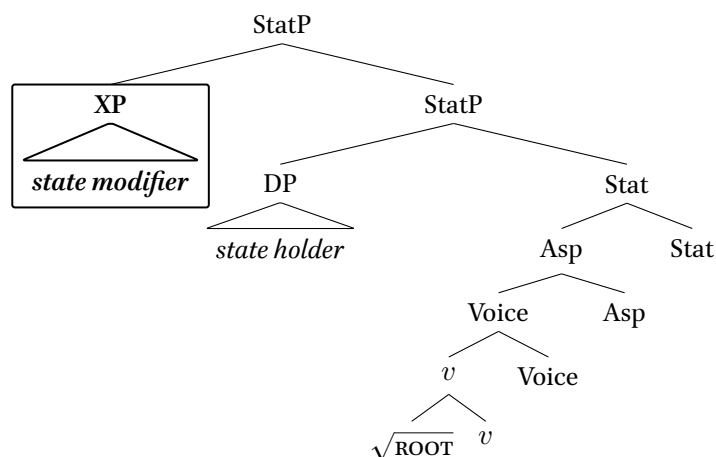 StatP
XP StatP
state modifier DP Stat
state holder Asp Stat
Voice Asp
v Voice
√ROOT v